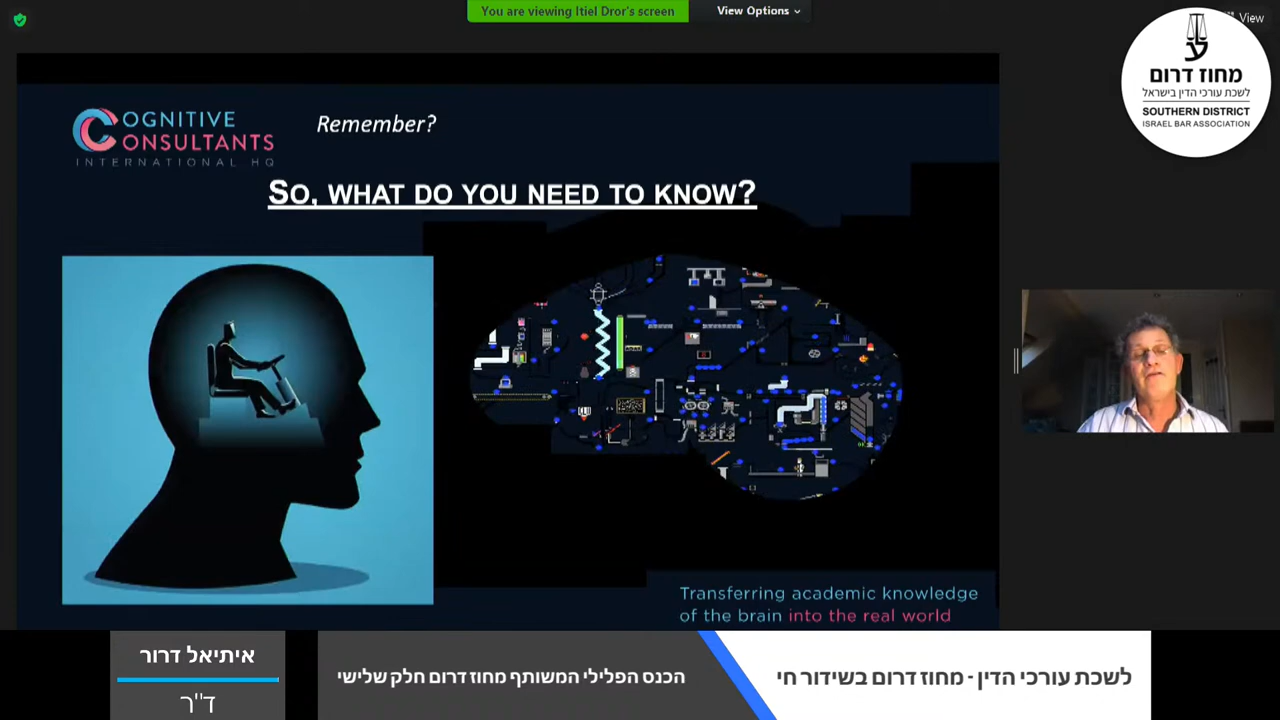 You are viewing Itiel Dror's screen
View Options
View
מחוז דרום
לשכת עורכי הדין בישראל
SOUTHERN DISTRICT
ISRAEL BAR ASSOCIATION
COGNITIVE
CONSULTANTS
INTERNATIONAL HQ
Remember?
SO, WHAT DO YOU NEED TO KNOW?
Transferring academic knowledge
of the brain into the real world
איתיאל דרור
ד"ר
הכנס הפלילי המשותף מחוז דרום חלק שלישי
לשכת עורכי הדין - מחוז דרום בשידור חי